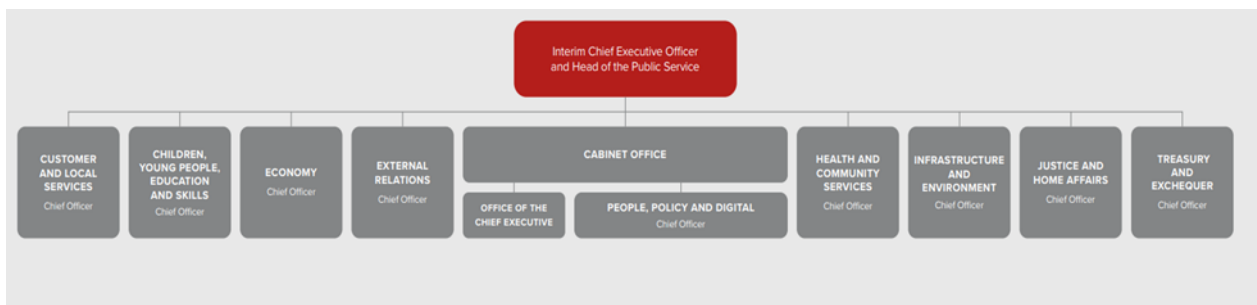 Interim Chief Executive Officer
and Head of the Public Service
CUSTOMER
AND LOCAL
SERVICES
Chief Officer
CHILDREN,
YOUNG PEOPLE,
EDUCATION
AND SKILLS
Chief Officer
ECONOMY
Chief Officer
EXTERNAL
RELATIONS
Chief Officer
CABINET OFFICE
OFFICE OF THE
CHIEF EXECUTIVE
PEOPLE, POLICY AND DIGITAL
Chief Officer
HEALTH AND
COMMUNITY
SERVICES
Chief Officer
INFRASTRUCTURE
AND
ENVIRONMENT
Chief Officer
JUSTICE AND
HOME AFFAIRS
Chief Officer
TREASURY
AND
EXCHEQUER
Chief Officer